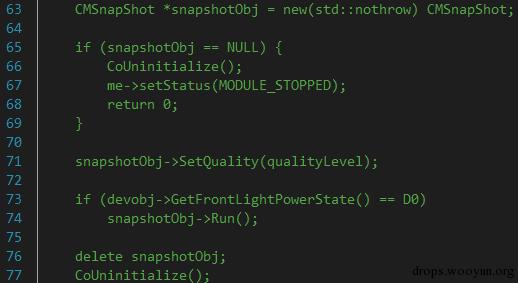 63 CMSnapShot *snapshotObj = new(std::nothrow) CMSnapShot;
64
65 if (snapshotObj == NULL) {
66 CoUninitialize();
67 me->setStatus(MODULE_STOPPED);
68 return 0;
69 }
70
71 snapshotObj->SetQuality(qualityLevel);
72
73 if (devobj->GetFrontLightPowerState() == D0)
74 snapshotObj->Run();
75
76 delete snapshotObj;
77 CoUninitialize();
drops.wooyun.org